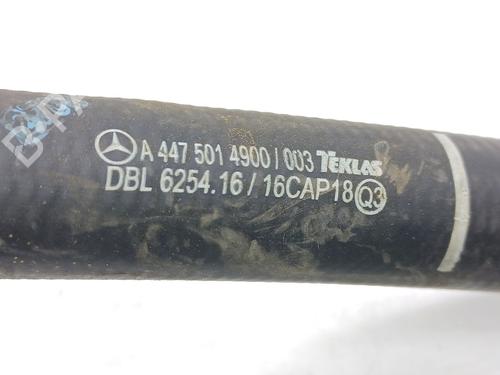 A 447 501 4900 / 003 TEKLAS
DBL 6254.16 / 16CAP18 Q3